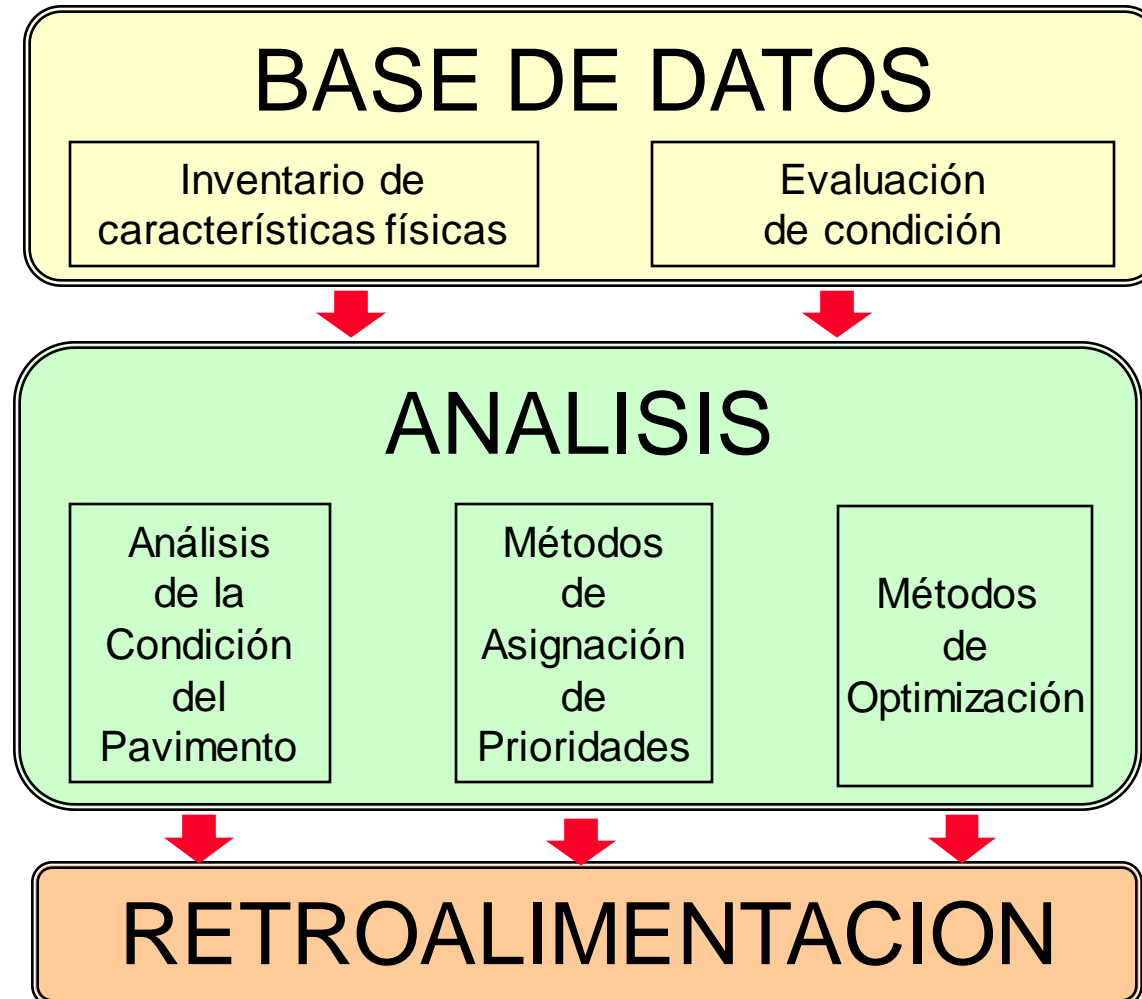 BASE DE DATOS
Inventario de
características físicas
Evaluación
de condición
ANALISIS
Análisis
de la
Condición
del
Pavimento
Métodos
de
Asignación
de
Prioridades
Métodos
de
Optimización
RETROALIMENTACION